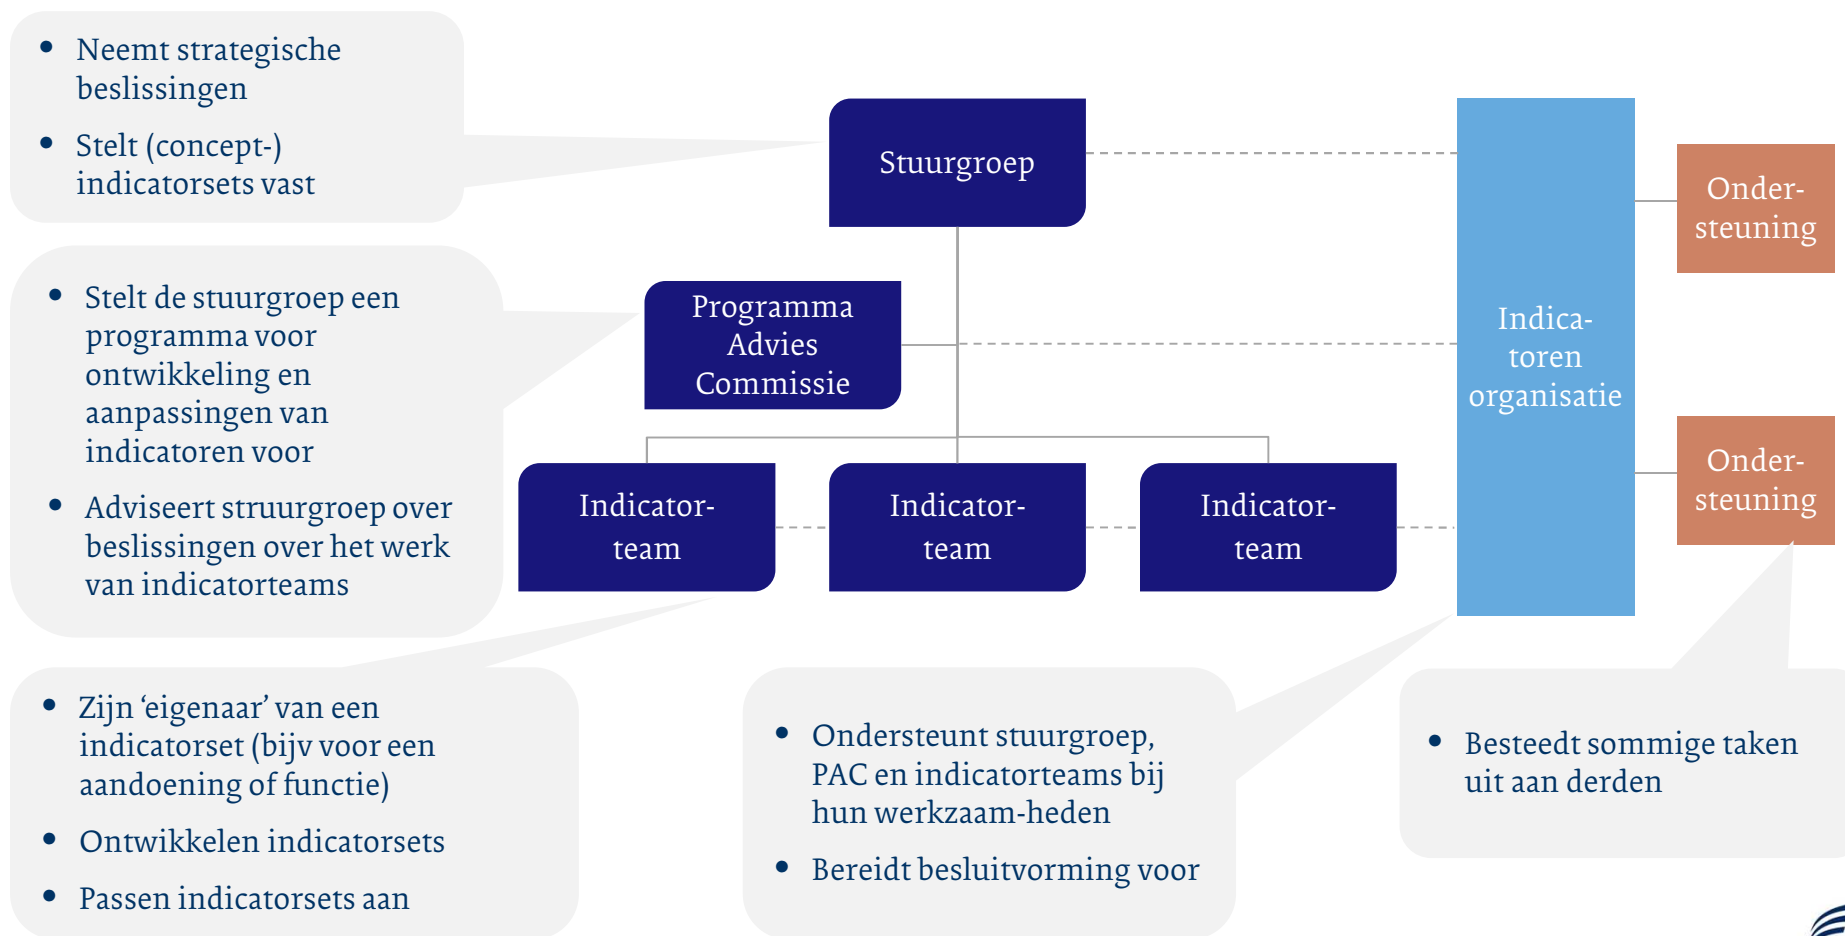 • Neemt strategische
beslissingen
• Stelt (concept-)
indicatorsets vast
Stuurgroep
Onder-
steuning
• Stelt de stuurgroep een
programma voor
ontwikkeling en
aanpassingen van
indicatoren voor
• Adviseert struurgroep over
beslissingen over het werk
van indicatorteams
Programma
Advies
Commissie
Indica-
toren
organisatie
Onder-
steuning
Indicator-
team
Indicator-
team
Indicator-
team
• Zijn ‘eigenaar’ van een
indicatorset (bijv voor een
aandoening of functie)
• Ontwikkelen indicatorsets
• Passen indicatorsets aan
• Ondersteunt stuurgroep,
PAC en indicatorteams bij
hun werkzaam-heden
• Bereidt besluitvorming voor
• Besteedt sommige taken
uit aan derden